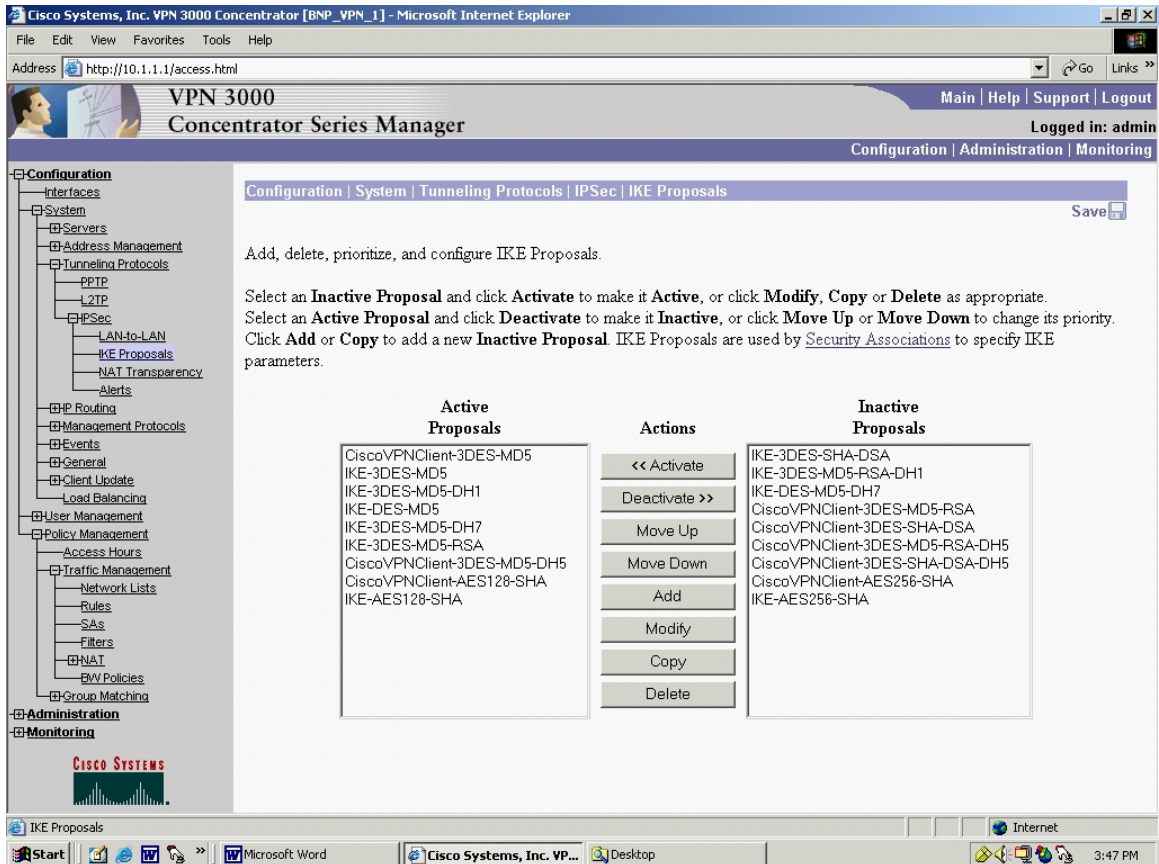 Cisco Systems, Inc. VPN 3000 Concentrator [BNP_VPN_1] - Microsoft Internet Explorer
File Edit View Favorites Tools Help
Address http://10.1.1.1/access.html Go Links »
VPN 3000
Concentrator Series Manager
Main | Help | Support | Logout
Logged in: admin
Configuration | Administration | Monitoring
Configuration
Interfaces
System
Servers
Address Management
Tunneling Protocols
PPTP
L2TP
IPSec
LAN-to-LAN
IKE Proposals
NAT Transparency
Alerts
IP Routing
Management Protocols
Events
General
Client Update
Load Balancing
User Management
Policy Management
Access Hours
Traffic Management
Network Lists
Rules
SAs
Filters
NAT
BW Policies
Group Matching
Administration
Monitoring
CISCO SYSTEMS
Configuration | System | Tunneling Protocols | IPSec | IKE Proposals
Save
Add, delete, prioritize, and configure IKE Proposals.
Select an Inactive Proposal and click Activate to make it Active, or click Modify, Copy or Delete as appropriate.
Select an Active Proposal and click Deactivate to make it Inactive, or click Move Up or Move Down to change its priority.
Click Add or Copy to add a new Inactive Proposal. IKE Proposals are used by Security Associations to specify IKE
parameters.
Active
Proposals
CiscoVPNClient-3DES-MD5
IKE-3DES-MD5
IKE-3DES-MD5-DH1
IKE-DES-MD5
IKE-3DES-MD5-DH7
IKE-3DES-MD5-RSA
CiscoVPNClient-3DES-MD5-DH5
CiscoVPNClient-AES128-SHA
IKE-AES128-SHA
Actions
<< Activate
Deactivate >>
Move Up
Move Down
Add
Modify
Copy
Delete
Inactive
Proposals
IKE-3DES-SHA-DSA
IKE-3DES-MD5-RSA-DH1
IKE-DES-MD5-DH7
CiscoVPNClient-3DES-MD5-RSA
CiscoVPNClient-3DES-SHA-DSA
CiscoVPNClient-3DES-MD5-RSA-DH5
CiscoVPNClient-3DES-SHA-DSA-DH5
CiscoVPNClient-AES256-SHA
IKE-AES256-SHA
IKE Proposals
Internet
Start » Microsoft Word Cisco Systems, Inc. VP... Desktop 3:47 PM